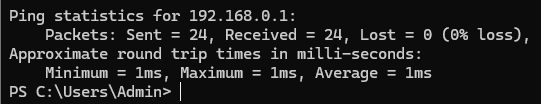 Ping statistics for 192.168.0.1:
    Packets: Sent = 24, Received = 24, Lost = 0 (0% loss),
Approximate round trip times in milli-seconds:
    Minimum = 1ms, Maximum = 1ms, Average = 1ms
PS C:\Users\Admin>